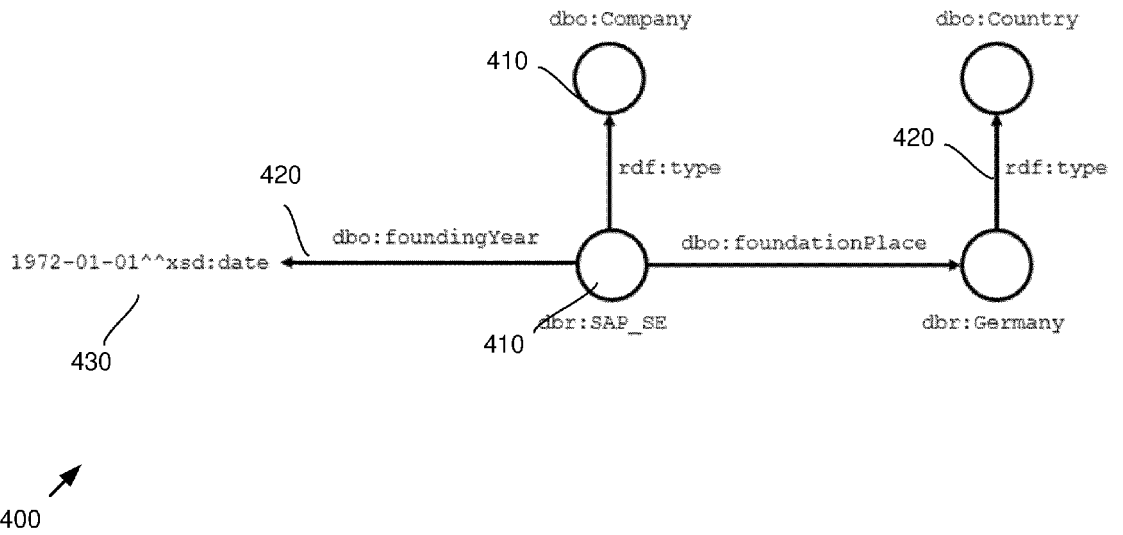 dbo:Company
dbo:Country
410
420
rdf:type
rdf:type
420
dbo:foundingYear
dbo:foundationPlace
1972-01-01^^xsd:date
dbr:SAP_SE
dbr:Germany
410
430
400